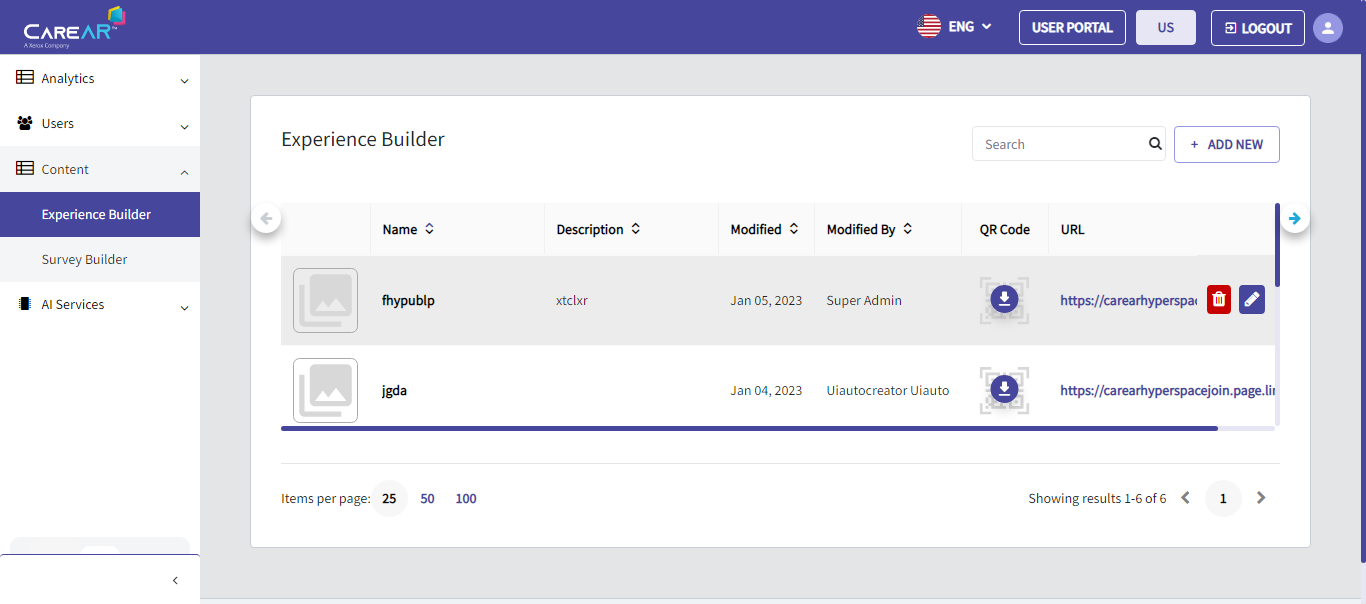 CAREAR™
A Xerox Company
ENG
USER PORTAL
US
LOGOUT
Analytics
Users
Content
Experience Builder
Survey Builder
AI Services
Experience Builder
Search
+ ADD NEW
Name Description Modified Modified By QR Code URL
fhypublp xtclxr Jan 05, 2023 Super Admin https://carearhyperspac
jgda Jan 04, 2023 Uiautocreator Uiauto https://carearhyperspacejoin.page.lin
Items per page: 25 50 100
Showing results 1-6 of 6 1